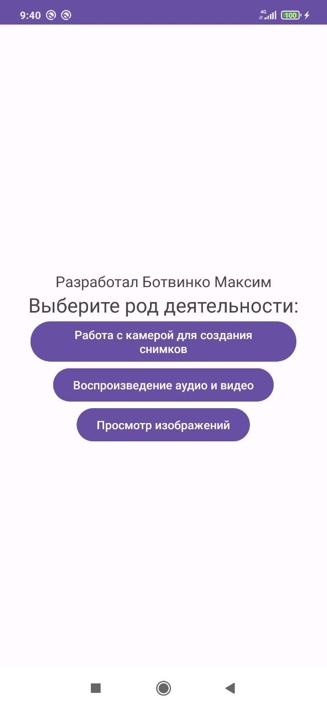 9:40
4G
100
Разработал Ботвинко Максим
Выберите род деятельности:
Работа с камерой для создания
снимков
Воспроизведение аудио и видео
Просмотр изображений